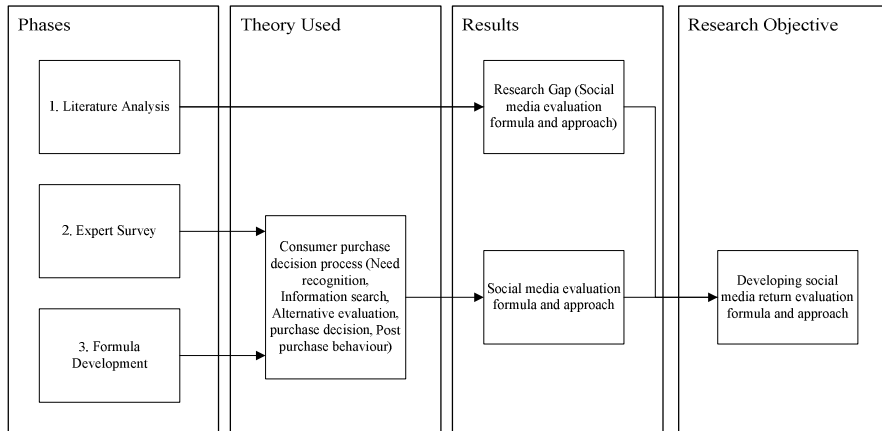 Phases
Theory Used
Results
Research Objective
1. Literature Analysis
Research Gap (Social
media evaluation
formula and approach)
2. Expert Survey
Consumer purchase
decision process (Need
recognition,
Information search,
Alternative evaluation,
purchase decision, Post
purchase behaviour)
Social media evaluation
formula and approach
Developing social
media return evaluation
formula and approach
3. Formula
Development